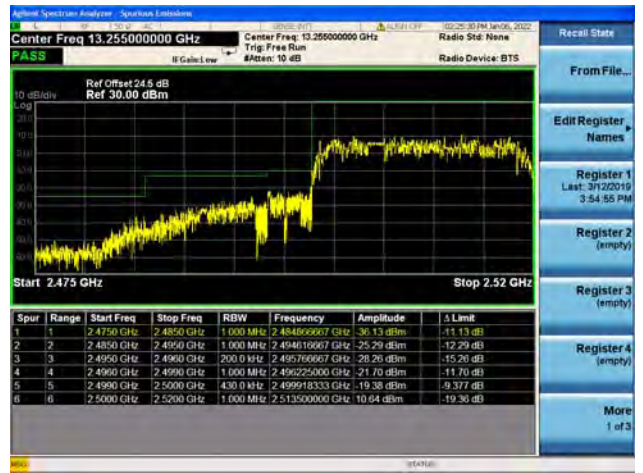 Agilent Spectrum Analyzer - Spurious Emissions
RF 50 Ω AC SENSE:INT ALIGN OFF 02:25:30 PM Jan 06, 2022
Center Freq 13.255000000 GHz
Center Freq: 13.255000000 GHz
Radio Std: None
Trig: Free Run
PASS
IFGain:Low
#Atten: 10 dB
Radio Device: BTS
Ref Offset 24.5 dB
10 dB/div
Ref 30.00 dBm
Log
20.0
10.0
Start 2.475 GHz
Stop 2.52 GHz
Spur Range Start Freq Stop Freq RBW Frequency Amplitude Δ Limit
1 1 2.4750 GHz 2.4850 GHz 1.000 MHz 2.484866667 GHz -36.13 dBm -11.13 dB
2 2 2.4850 GHz 2.4950 GHz 1.000 MHz 2.494616667 GHz -25.29 dBm -12.29 dB
3 3 2.4950 GHz 2.4960 GHz 200.0 kHz 2.495766667 GHz -28.26 dBm -15.26 dB
4 4 2.4960 GHz 2.4990 GHz 1.000 MHz 2.496225000 GHz -21.70 dBm -11.70 dB
5 5 2.4990 GHz 2.5000 GHz 430.0 kHz 2.499918333 GHz -19.38 dBm -9.377 dB
6 6 2.5000 GHz 2.5200 GHz 1.000 MHz 2.513500000 GHz 10.64 dBm -19.36 dB
MSG
STATUS
Recall State
From File...
Edit Register
Names
Register 1
Last: 3/12/2019
3:54:55 PM
Register 2
(empty)
Register 3
(empty)
Register 4
(empty)
More
1 of 3